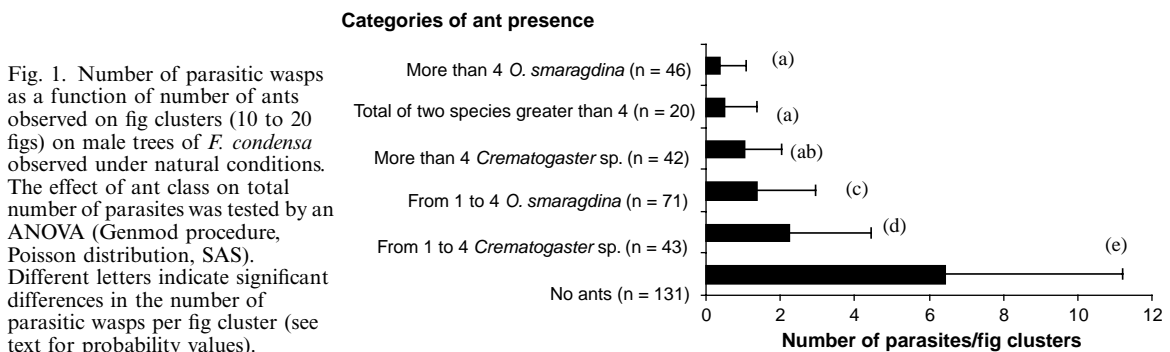 Fig. 1. Number of parasitic wasps
as a function of number of ants
observed on fig clusters (10 to 20
figs) on male trees of F. condensa
observed under natural conditions.
The effect of ant class on total
number of parasites was tested by an
ANOVA (Genmod procedure,
Poisson distribution, SAS).
Different letters indicate significant
differences in the number of
parasitic wasps per fig cluster (see
text for probability values).
Categories of ant presence
More than 4 O. smaragdina (n = 46)
(a)
Total of two species greater than 4 (n = 20)
(a)
More than 4 Crematogaster sp. (n = 42)
(ab)
From 1 to 4 O. smaragdina (n = 71)
(c)
From 1 to 4 Crematogaster sp. (n = 43)
(d)
No ants (n = 131)
(e)
0 2 4 6 8 10 12
Number of parasites/fig clusters